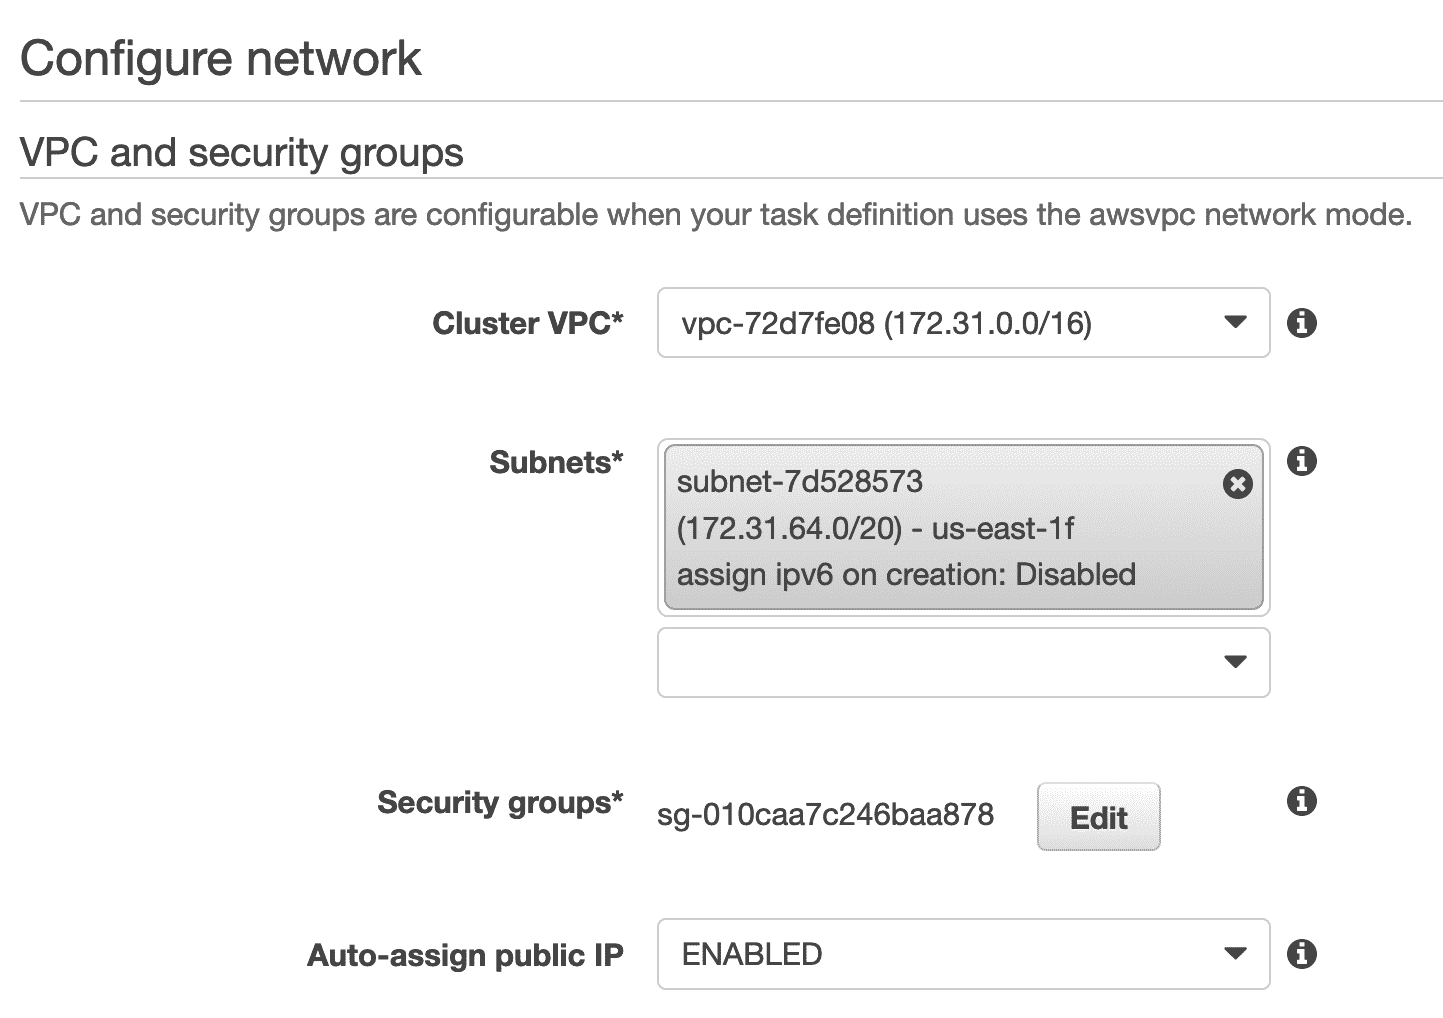 Configure network
VPC and security groups
VPC and security groups are configurable when your task definition uses the awsvpc network mode.
Cluster VPC* vpc-72d7fe08 (172.31.0.0/16)
Subnets* subnet-7d528573
(172.31.64.0/20) - us-east-1f
assign ipv6 on creation: Disabled
Security groups* sg-010caa7c246baa878 Edit
Auto-assign public IP ENABLED